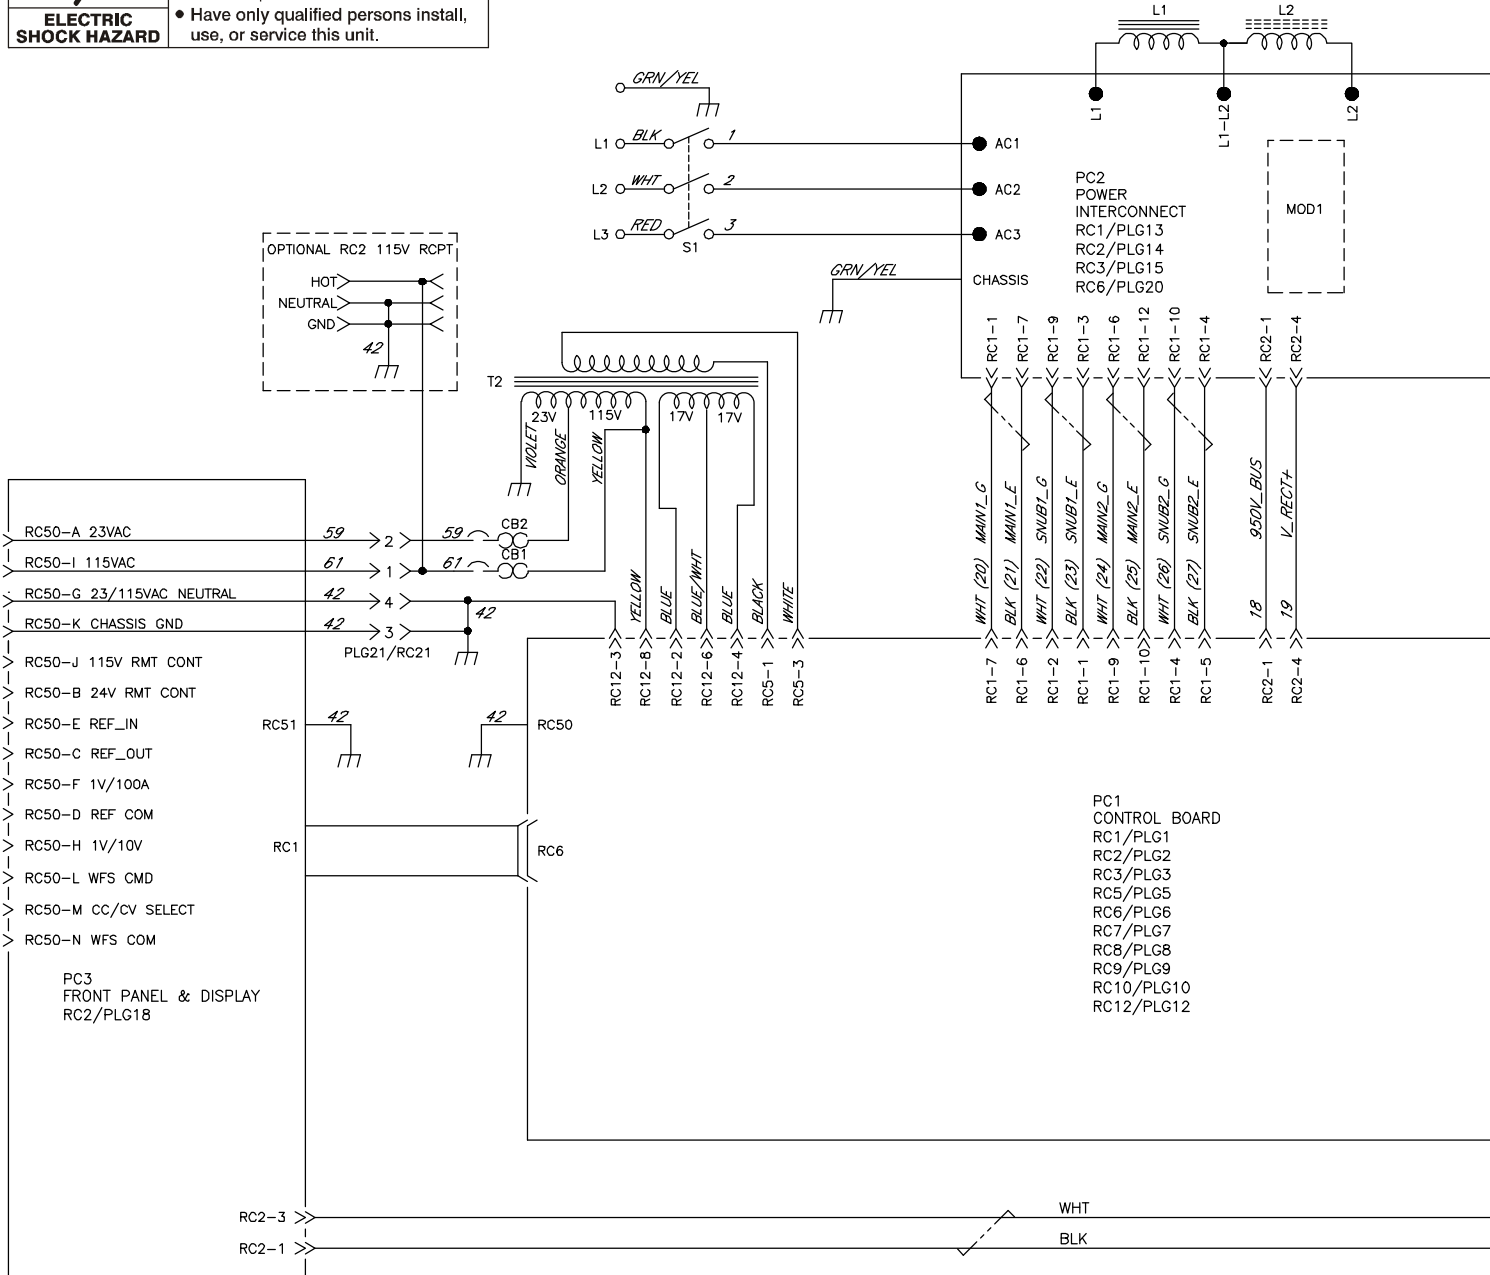 ELECTRIC
SHOCK HAZARD
● Have only qualified persons install,
use, or service this unit.
L1
L2
GRN/YEL
L1
L1-L2
L2
L1 BLK 1 AC1
L2 WHT 2 AC2
L3 RED 3 AC3
S1
PC2
POWER
INTERCONNECT
RC1/PLG13
RC2/PLG14
RC3/PLG15
RC6/PLG20
MOD1
GRN/YEL
CHASSIS
OPTIONAL RC2 115V RCPT
HOT
NEUTRAL
GND
42
RC1-1
RC1-7
RC1-9
RC1-3
RC1-6
RC1-12
RC1-10
RC1-4
RC2-1
RC2-4
T2
23V
115V
17V
17V
VIOLET
ORANGE
YELLOW
WHT (20) MAIN1_G
BLK (21) MAIN1_E
WHT (22) SNUB1_G
BLK (23) SNUB1_E
WHT (24) MAIN2_G
BLK (25) MAIN2_E
WHT (26) SNUB2_G
BLK (27) SNUB2_E
18 950V_BUS
19 V_RECT+
RC50-A 23VAC 59 2 59 CB2
RC50-I 115VAC 61 1 61 CB1
RC50-G 23/115VAC NEUTRAL 42 4 42
RC50-K CHASSIS GND 42 3
PLG21/RC21
YELLOW
BLUE
BLUE/WHT
BLUE
BLACK
WHITE
RC12-3
RC12-8
RC12-2
RC12-6
RC12-4
RC5-1
RC5-3
RC1-7
RC1-6
RC1-2
RC1-1
RC1-9
RC1-10
RC1-4
RC1-5
RC2-1
RC2-4
RC50-J 115V RMT CONT
RC50-B 24V RMT CONT
RC50-E REF_IN
RC51 42
42 RC50
RC50-C REF_OUT
RC50-F 1V/100A
RC50-D REF COM
RC50-H 1V/10V
RC1
RC6
RC50-L WFS CMD
RC50-M CC/CV SELECT
RC50-N WFS COM
PC3
FRONT PANEL & DISPLAY
RC2/PLG18
PC1
CONTROL BOARD
RC1/PLG1
RC2/PLG2
RC3/PLG3
RC5/PLG5
RC6/PLG6
RC7/PLG7
RC8/PLG8
RC9/PLG9
RC10/PLG10
RC12/PLG12
RC2-3 WHT
RC2-1 BLK